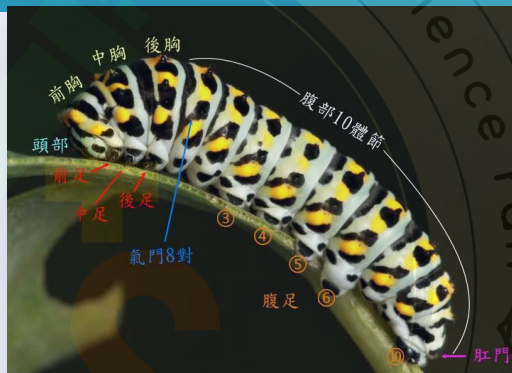 前胸 中胸 後胸
腹部10體節
頭部
前足
中足
後足
氣門8對
③
④
⑤
⑥
腹足
⑩
肛門
ence